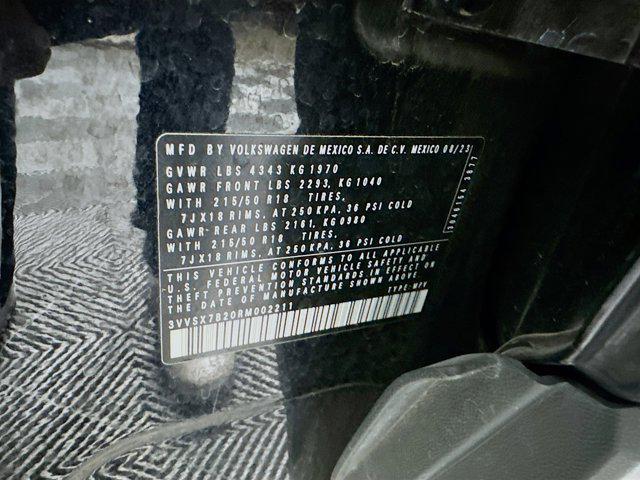 MFD BY VOLKSWAGEN DE MEXICO S.A. DE C.V. MEXICO 08/23
GVWR LBS 4343 KG 1970
GAWR FRONT LBS 2293, KG 1040
WITH 215/50 R18 TIRES,
7JX18 RIMS, AT 250 KPA, 36 PSI COLD
GAWR REAR LBS 2161, KG 0980
WITH 215/50 R18 TIRES,
7JX18 RIMS, AT 250 KPA, 36 PSI COLD
THIS VEHICLE CONFORMS TO ALL APPLICABLE
U.S. FEDERAL MOTOR VEHICLE SAFETY AND
THEFT PREVENTION STANDARDS IN EFFECT ON
THE DATE OF MANUFACTURE SHOWN ABOVE.
3VVSX7B20RM002211 TYPE: MPV